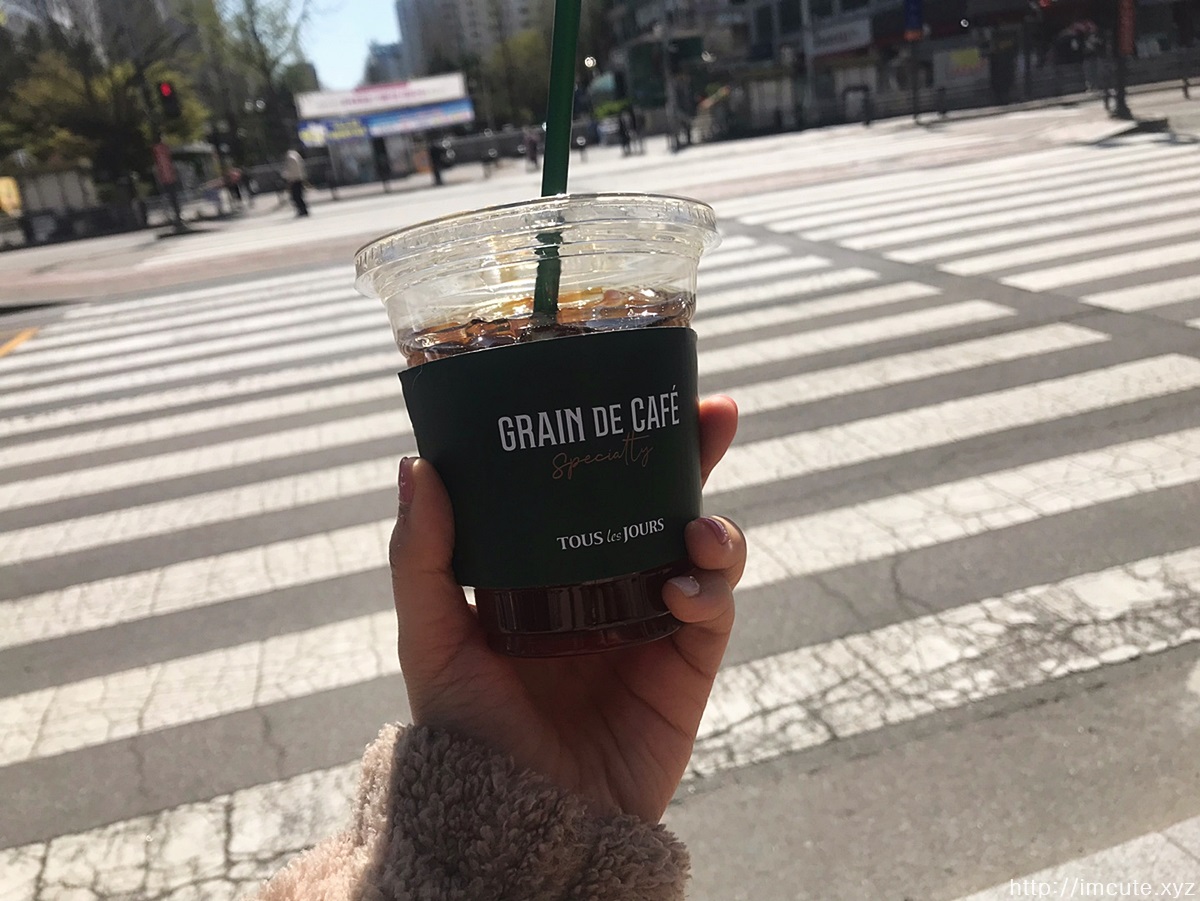 GRAIN DE CAFÉ
Specialty
TOUS les JOURS
http://imcute.xyz